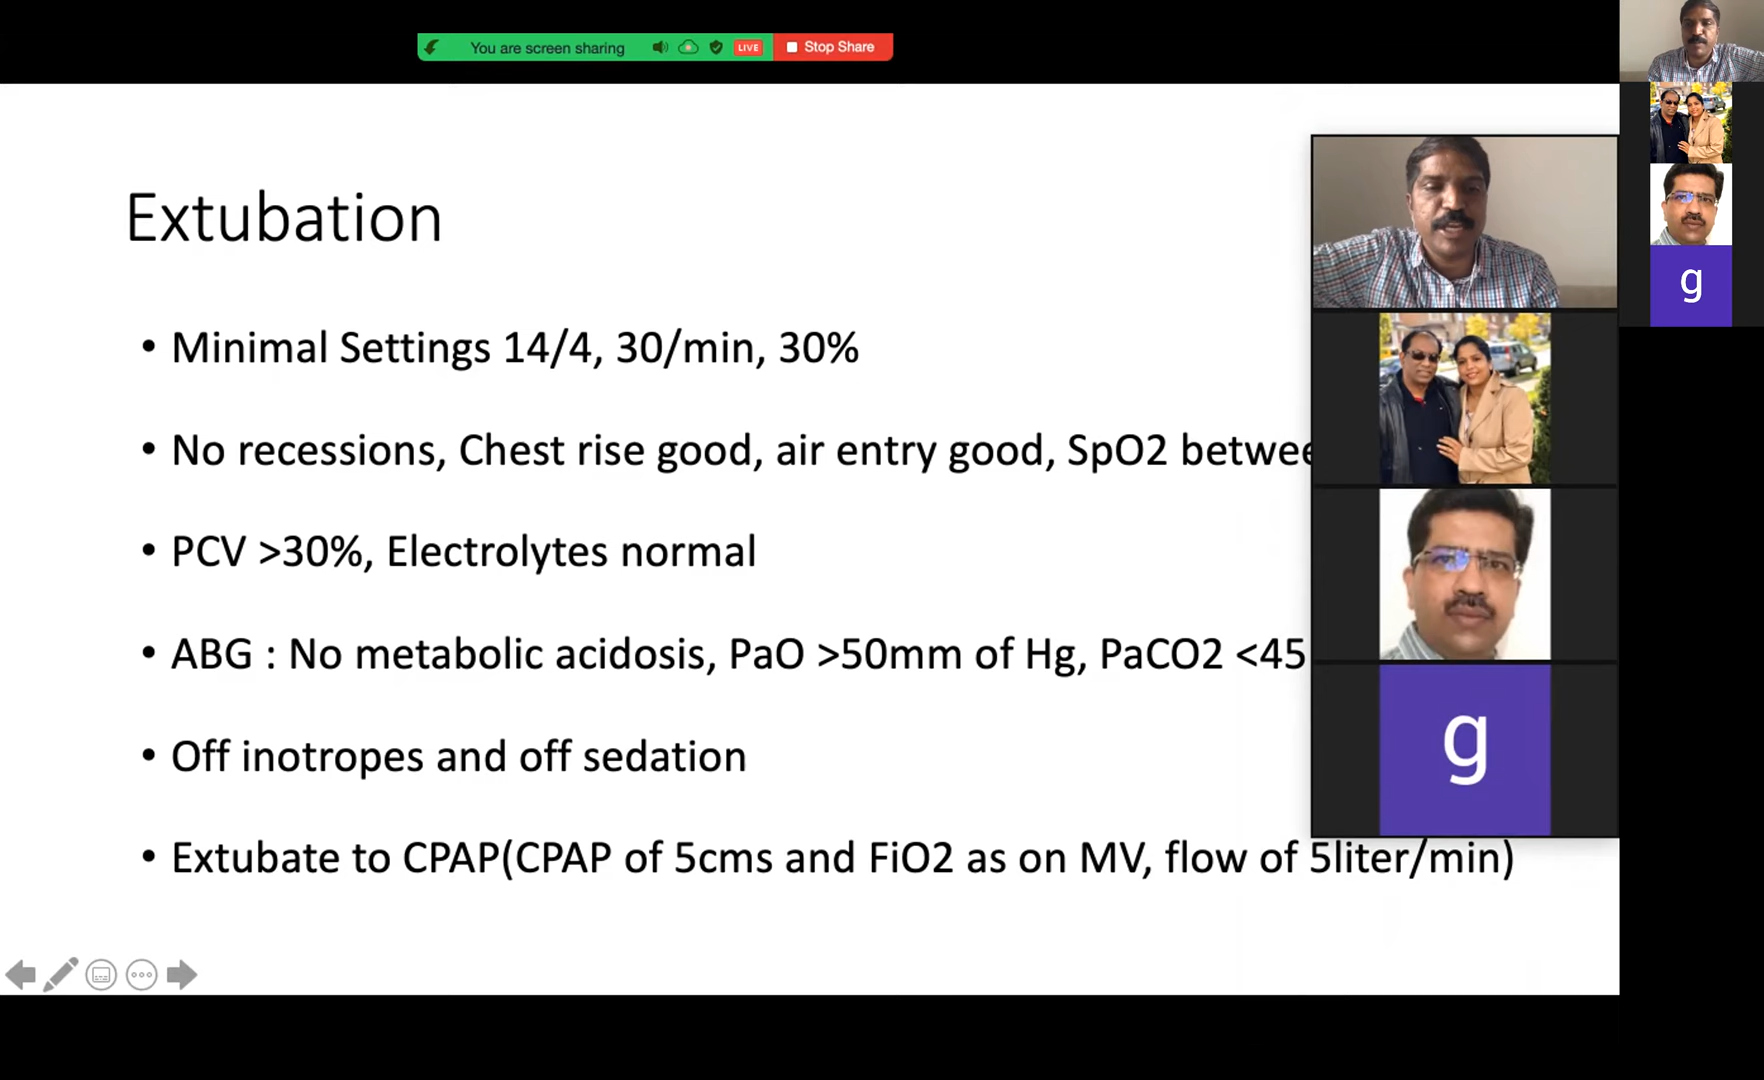 You are screen sharing LIVE Stop Share
Extubation
• Minimal Settings 14/4, 30/min, 30%
• No recessions, Chest rise good, air entry good, SpO2
• PCV >30%, Electrolytes normal
• ABG : No metabolic acidosis, PaO >50mm of Hg, PaCO2 <45
• Off inotropes and off sedation
• Extubate to CPAP(CPAP of 5cms and FiO2 as on MV, flow of 5liter/min)
g
g